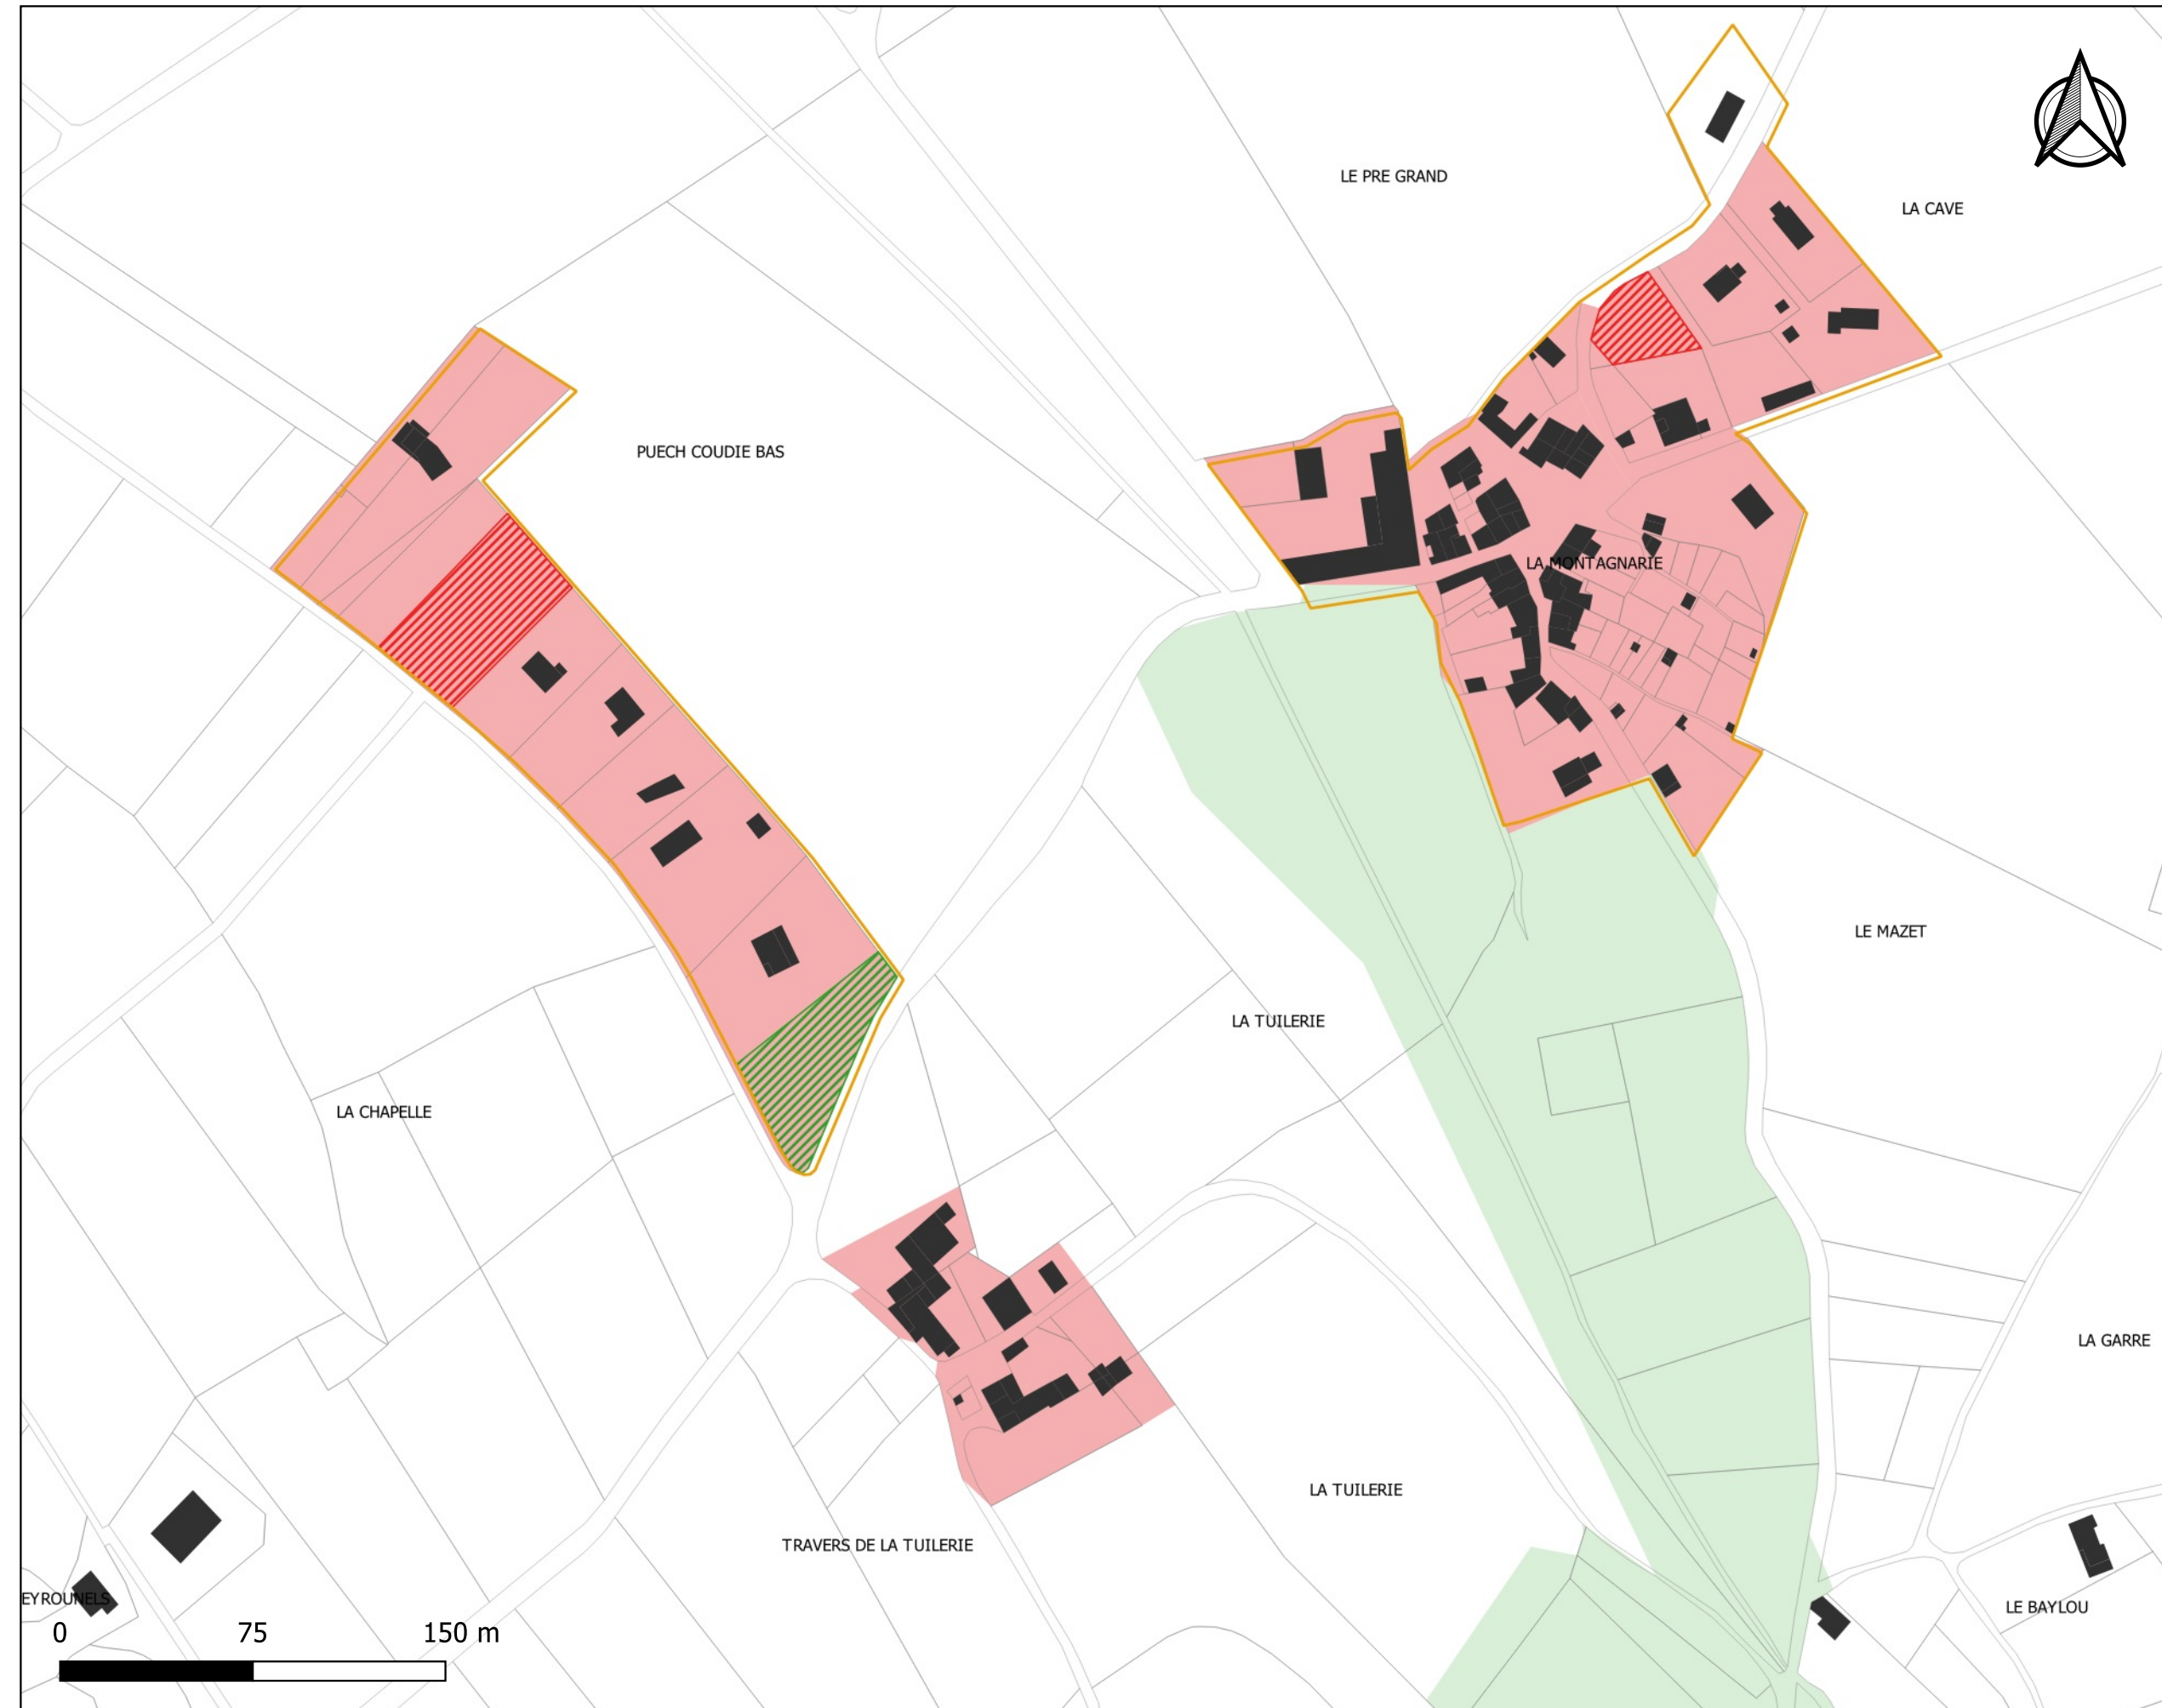 LE PRE GRAND
LA CAVE
PUECH COUDIE BAS
LA MONTAGNARIE
LE MAZET
LA TUILERIE
LA CHAPELLE
LA GARRE
LA TUILERIE
TRAVERS DE LA TUILERIE
EYROUNELS
LE BAYLOU
0 75 150 m